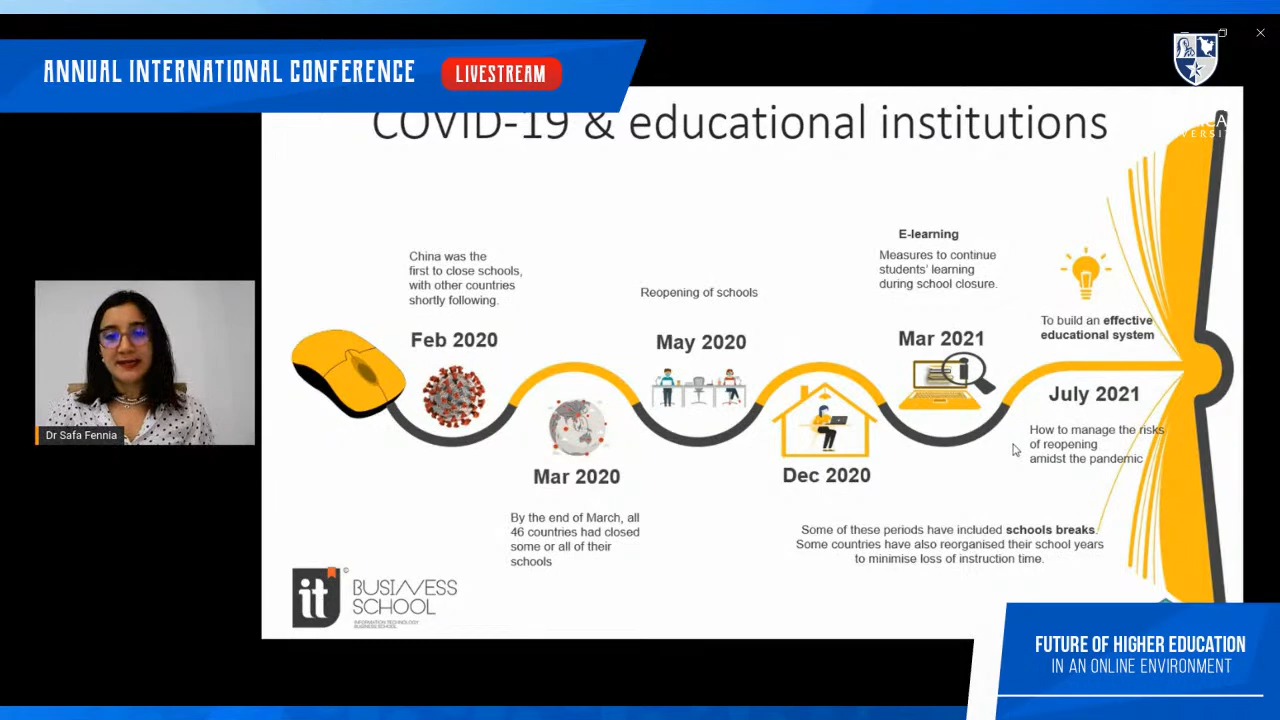 ANNUAL INTERNATIONAL CONFERENCE
LIVESTREAM
COVID-19 & educational institutions
China was the
first to close schools,
with other countries
shortly following.
Feb 2020
Mar 2020
By the end of March, all
46 countries had closed
some or all of their
schools
Reopening of schools
May 2020
Dec 2020
Some of these periods have included schools breaks.
Some countries have also reorganised their school years
to minimise loss of instruction time.
E-learning
Measures to continue
students' learning
during school closure.
Mar 2021
To build an effective
educational system
July 2021
How to manage the risks
of reopening
amidst the pandemic
Dr Safa Fennia
it
BUSINESS
SCHOOL
INFORMATION TECHNOLOGY
BUSINESS SCHOOL
FUTURE OF HIGHER EDUCATION
IN AN ONLINE ENVIRONMENT